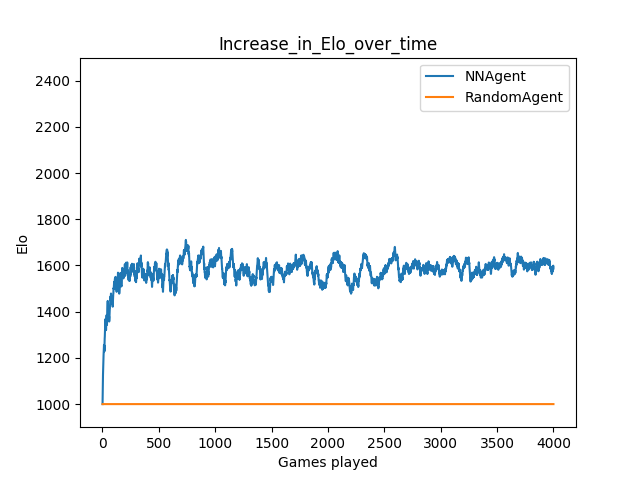 Increase_in_Elo_over_time
NNAgent
RandomAgent
2400
2200
2000
1800
1600
1400
1200
1000
Elo
0 500 1000 1500 2000 2500 3000 3500 4000
Games played